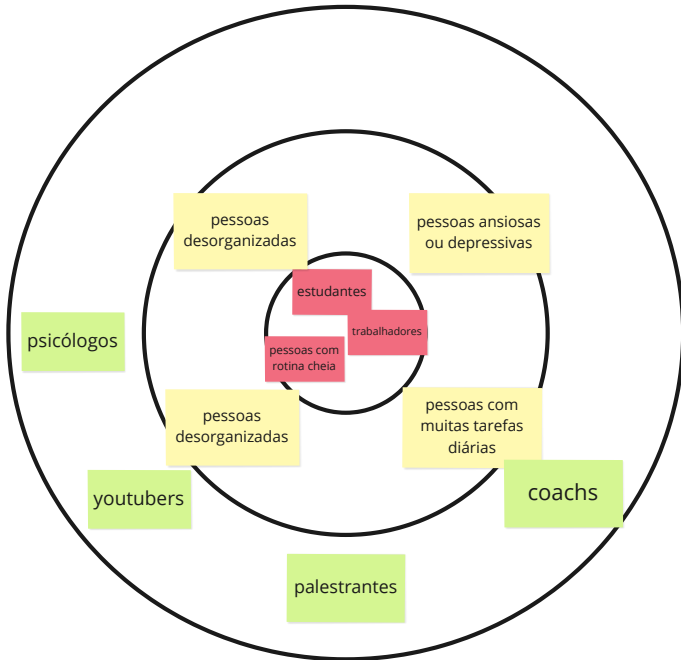 pessoas
desorganizadas
pessoas ansiosas
ou depressivas
estudantes
trabalhadores
psicólogos
pessoas com
rotina cheia
pessoas
desorganizadas
pessoas com
muitas tarefas
diárias
youtubers
coachs
palestrantes